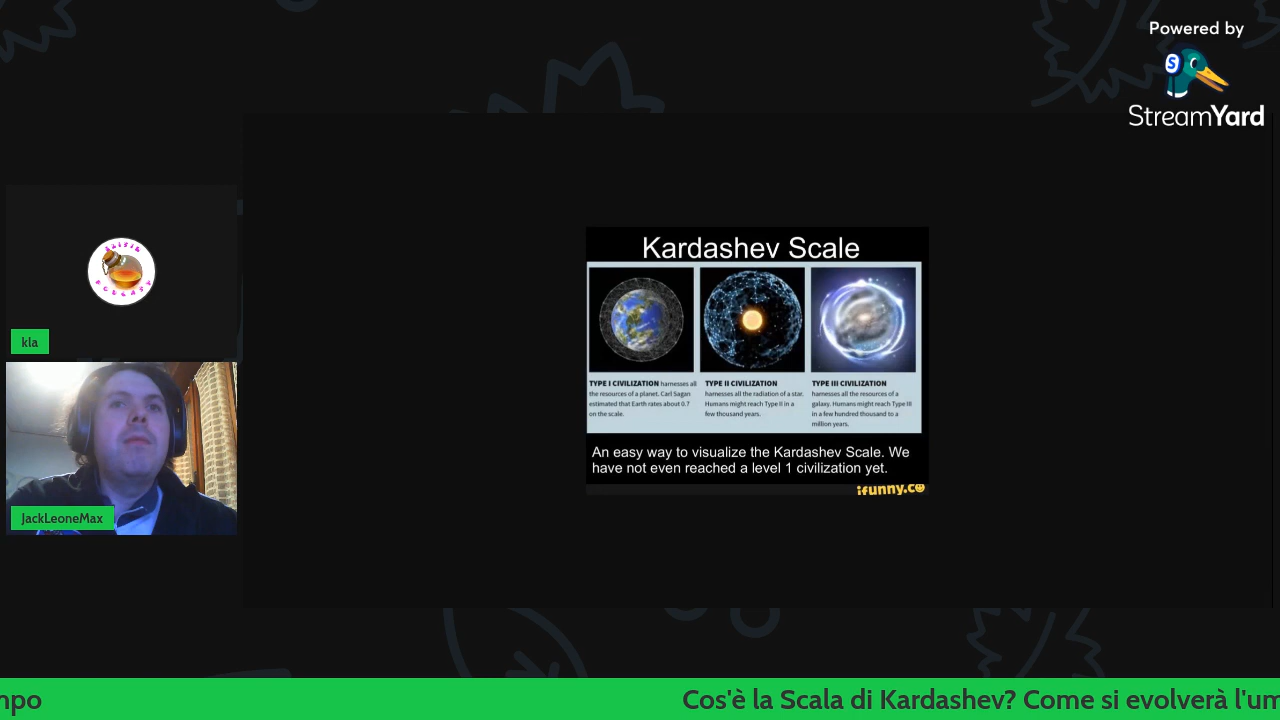 Powered by
S
StreamYard
ELISIR
PODCAST
kla
JackLeoneMax
Kardashev Scale
TYPE I CIVILIZATION harnesses all
the resources of a planet. Carl Sagan
estimated that Earth rates about 0.7
on the scale.
TYPE II CIVILIZATION
harnesses all the radiation of a star.
Humans might reach Type II in a
few thousand years.
TYPE III CIVILIZATION
harnesses all the resources of a
galaxy. Humans might reach Type III
in a few hundred thousand to a
million years.
An easy way to visualize the Kardashev Scale. We
have not even reached a level 1 civilization yet.
ifunny.co
mpo
Cos'è la Scala di Kardashev? Come si evolverà l'um